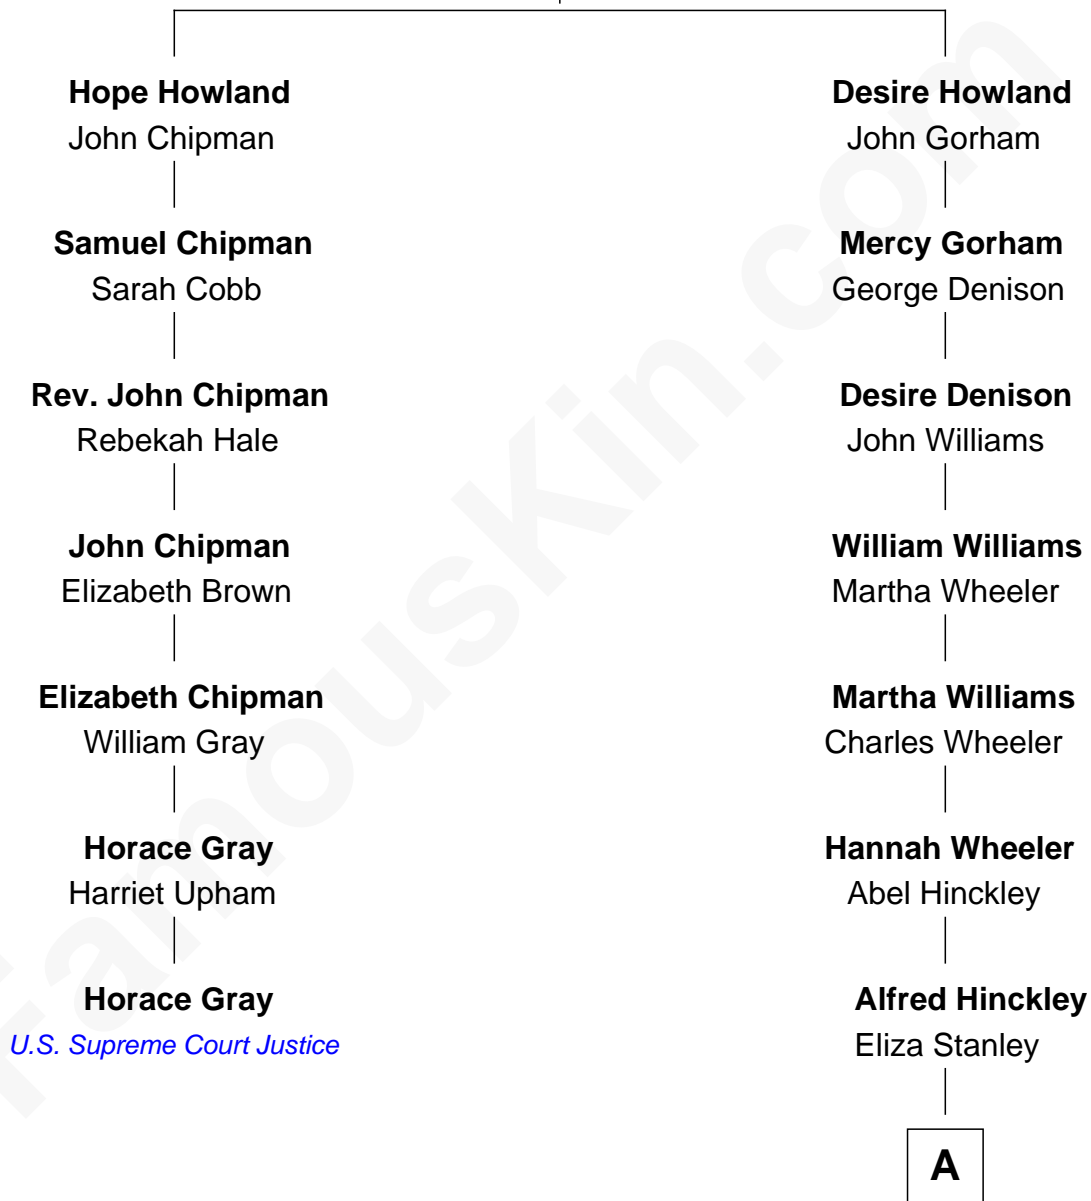 Hope Howland
John Chipman
Samuel Chipman
Sarah Cobb
Rev. John Chipman
Rebekah Hale
John Chipman
Elizabeth Brown
Elizabeth Chipman
William Gray
Horace Gray
Harriet Upham
Horace Gray
U.S. Supreme Court Justice
Desire Howland
John Gorham
Mercy Gorham
George Denison
Desire Denison
John Williams
William Williams
Martha Wheeler
Martha Williams
Charles Wheeler
Hannah Wheeler
Abel Hinckley
Alfred Hinckley
Eliza Stanley
A
FamousKin.com